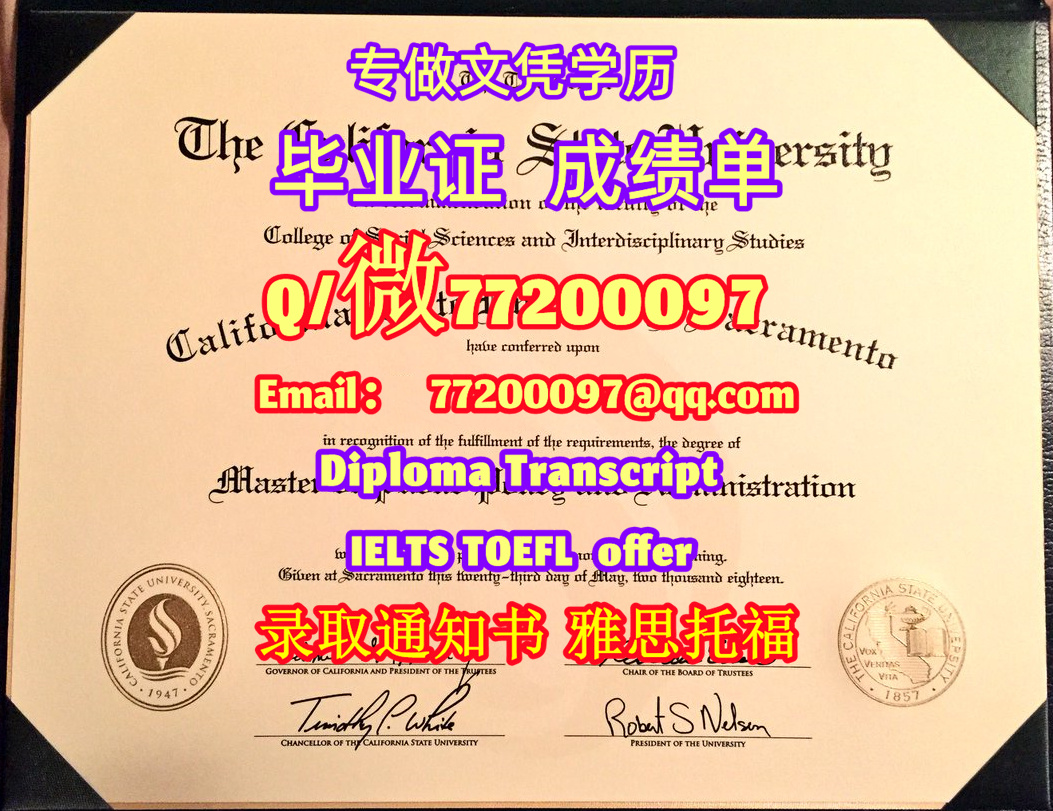 专做文凭学历
The California State University
毕业证 成绩单
College of Social Sciences and Interdisciplinary Studies
Q/微77200097
California Sacramento
have conferred upon
Email： 77200097@qq.com
in recognition of the fulfillment of the requirements, the degree of
Diploma Transcript
Master and Administration
IELTS TOEFL offer
Given at Sacramento this twenty-third day of May, two thousand eighteen.
录取通知书 雅思托福
CALIFORNIA STATE UNIVERSITY, SACRAMENTO
1947
THE CALIFORNIA STATE UNIVERSITY
VOX
VERITAS
VITA
1857
GOVERNOR OF CALIFORNIA AND PRESIDENT OF THE TRUSTEES
CHAIR OF THE BOARD OF TRUSTEES
Timothy P. White
Robert S Nelsen
CHANCELLOR OF THE CALIFORNIA STATE UNIVERSITY
PRESIDENT OF THE UNIVERSITY